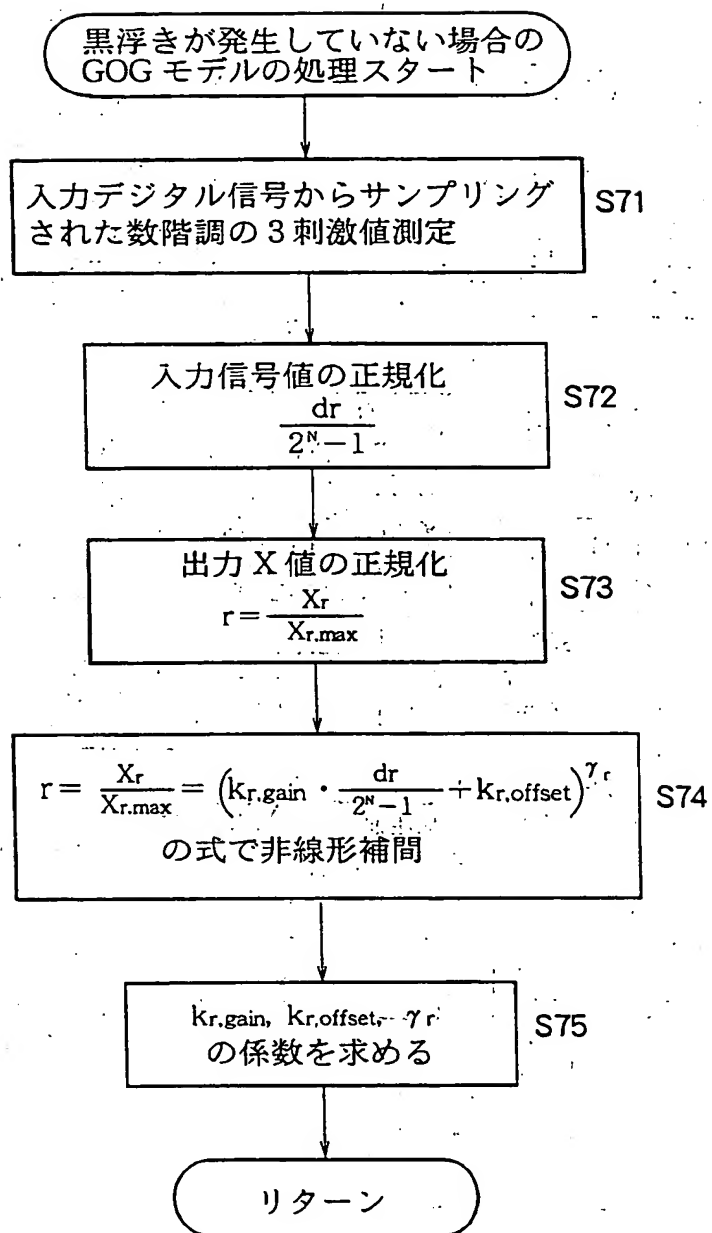 黒浮きが発生していない場合の
GOG モデルの処理スタート
入力デジタル信号からサンプリング
された数階調の3刺激値測定
S71
入力信号値の正規化
dr
2^N－1
S72
出力 X 値の正規化
r = Xr / Xr.max
S73
r = Xr / Xr.max = (kr,gain · dr / 2^N－1 ＋ kr,offset)^γr
の式で非線形補間
S74
kr,gain, kr,offset, γr
の係数を求める
S75
リターン